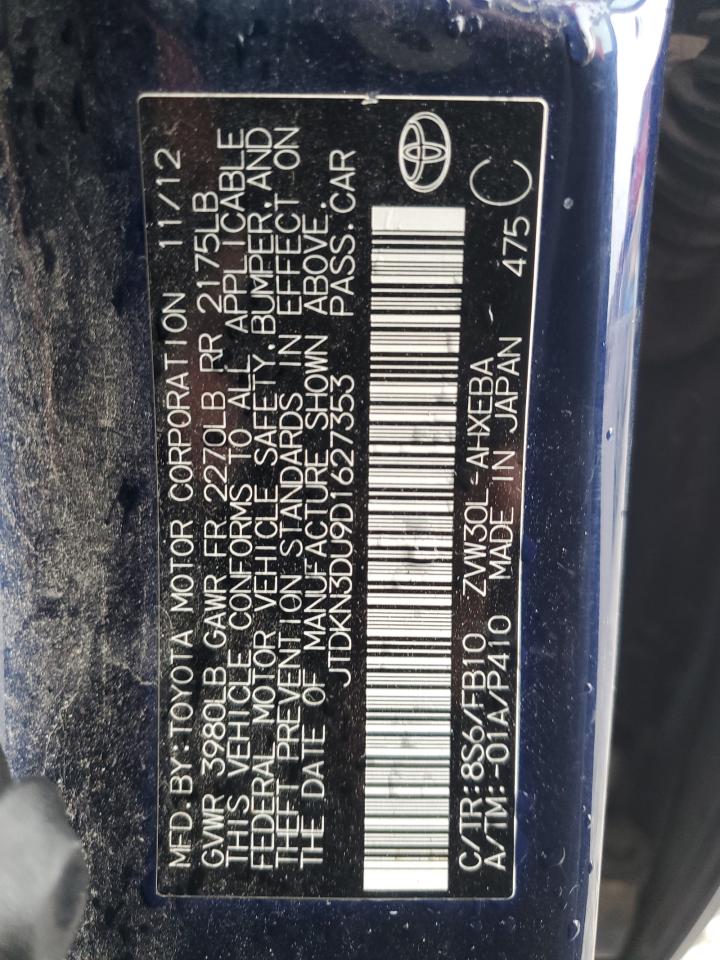 MFD.BY:TOYOTA MOTOR CORPORATION 11/12
GVWR 3980LB GAWR FR 2270LB RR 2175LB
THIS VEHICLE CONFORMS TO ALL APPLICABLE
FEDERAL MOTOR VEHICLE SAFETY,BUMPER,AND
THEFT PREVENTION STANDARDS IN EFFECT ON
THE DATE OF MANUFACTURE SHOWN ABOVE.
JTDKN3DU9D1627353 PASS.CAR
C/TR:8S6/FB10 ZVW30L-AHXEBA
A/TM:-01A/P410 MADE IN JAPAN 475 C